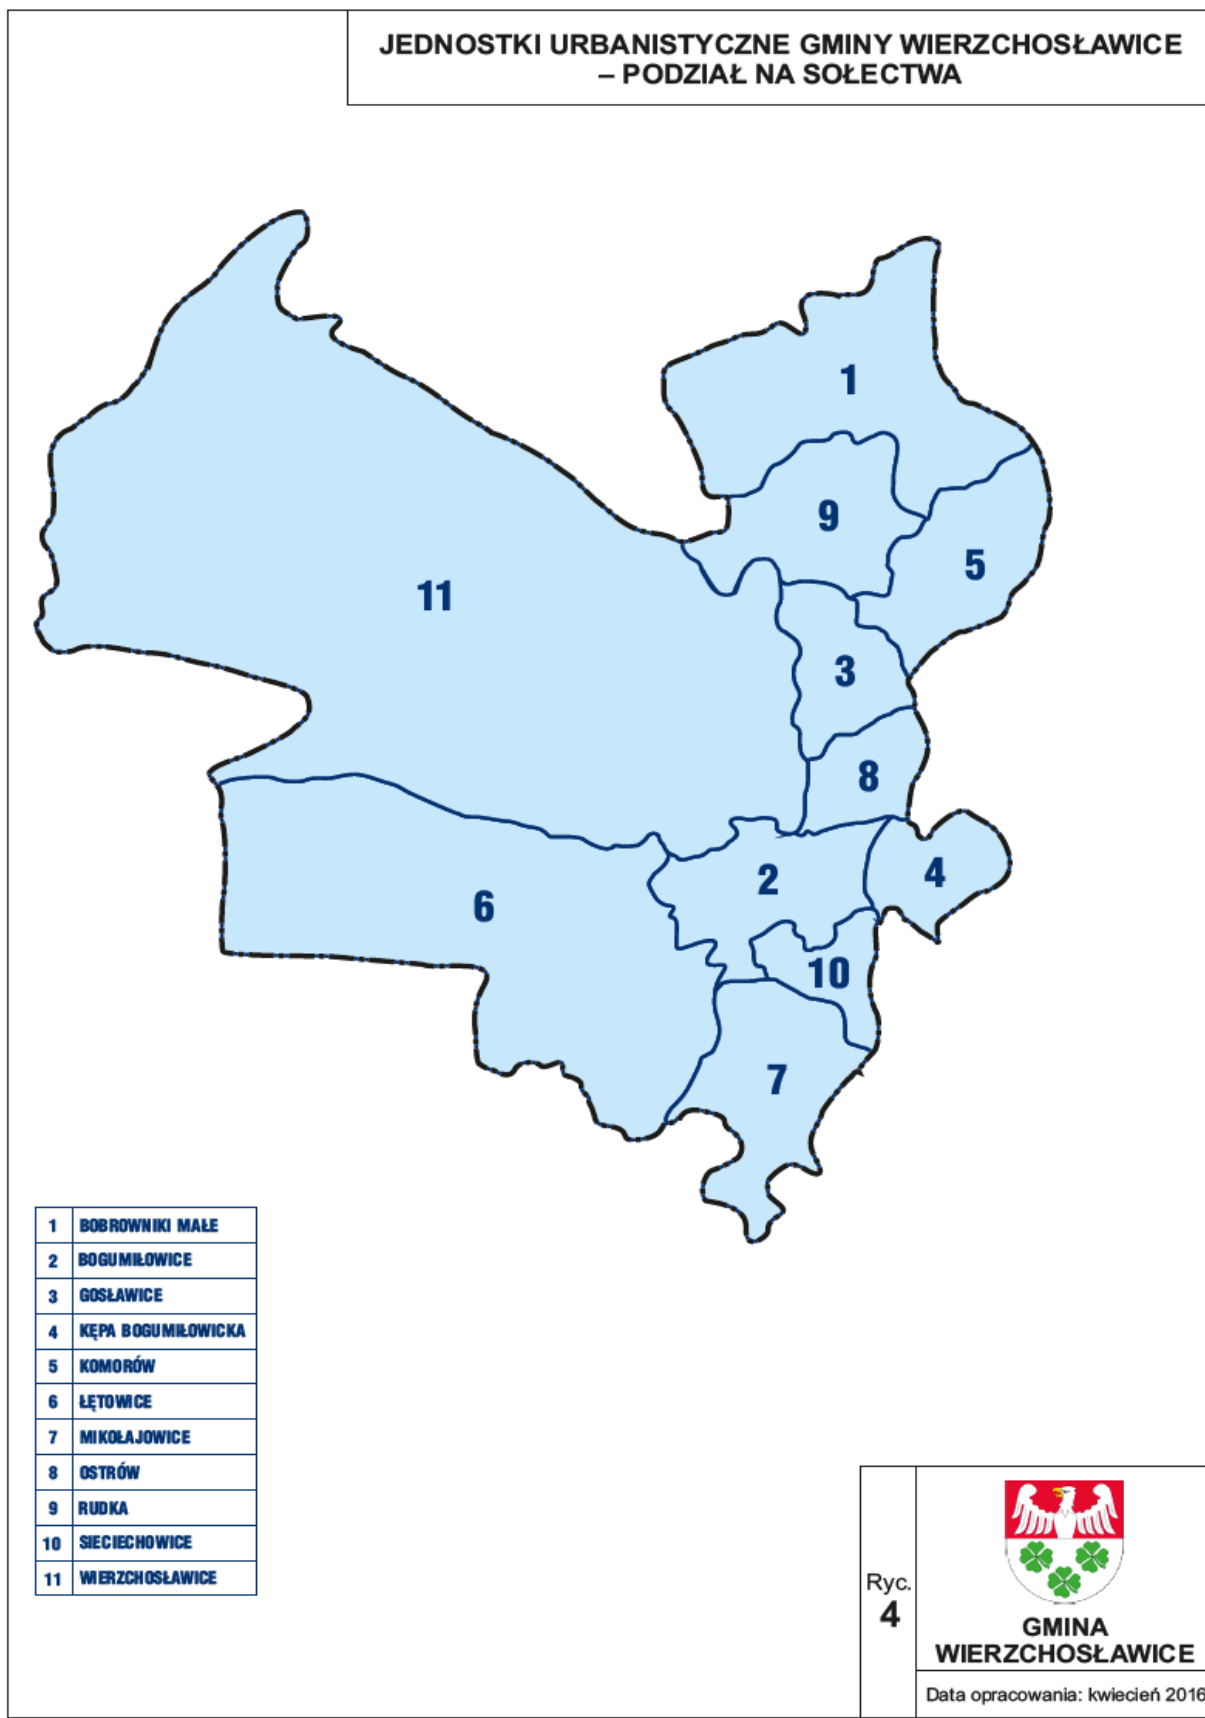 JEDNOSTKI URBANISTYCZNE GMINY WIERZCHOSŁAWICE
– PODZIAŁ NA SOŁECTWA
1
9
5
11
3
8
2
4
6
10
7
1 BOBROWNIKI MAŁE
2 BOGUMIŁOWICE
3 GOSŁAWICE
4 KĘPA BOGUMIŁOWICKA
5 KOMORÓW
6 ŁĘTOWICE
7 MIKOŁAJOWICE
8 OSTRÓW
9 RUDKA
10 SIECIECHOWICE
11 WIERZCHOSŁAWICE
Ryc.
4
GMINA
WIERZCHOSŁAWICE
Data opracowania: kwiecień 2016